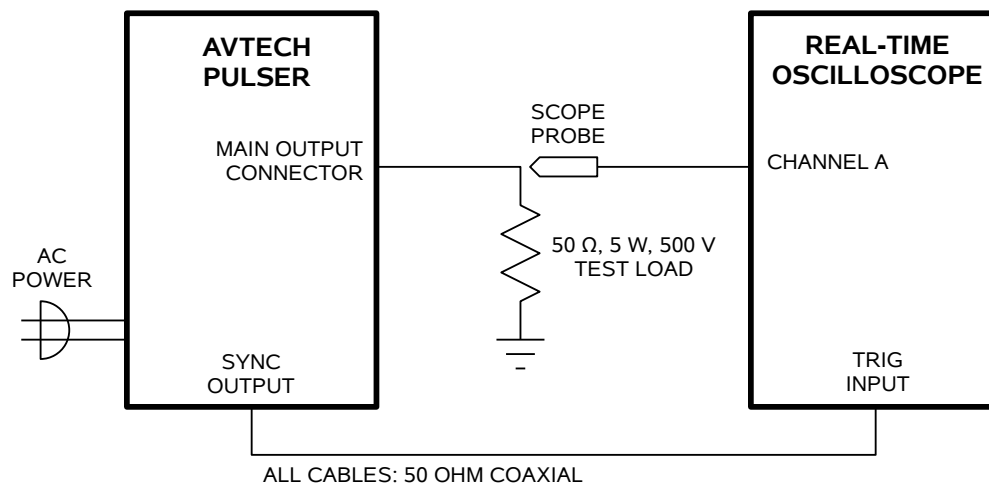 AVTECH
PULSER
REAL-TIME
OSCILLOSCOPE
SCOPE
PROBE
MAIN OUTPUT
CONNECTOR
CHANNEL A
50 Ω, 5 W, 500 V
TEST LOAD
AC
POWER
SYNC
OUTPUT
TRIG
INPUT
ALL CABLES: 50 OHM COAXIAL